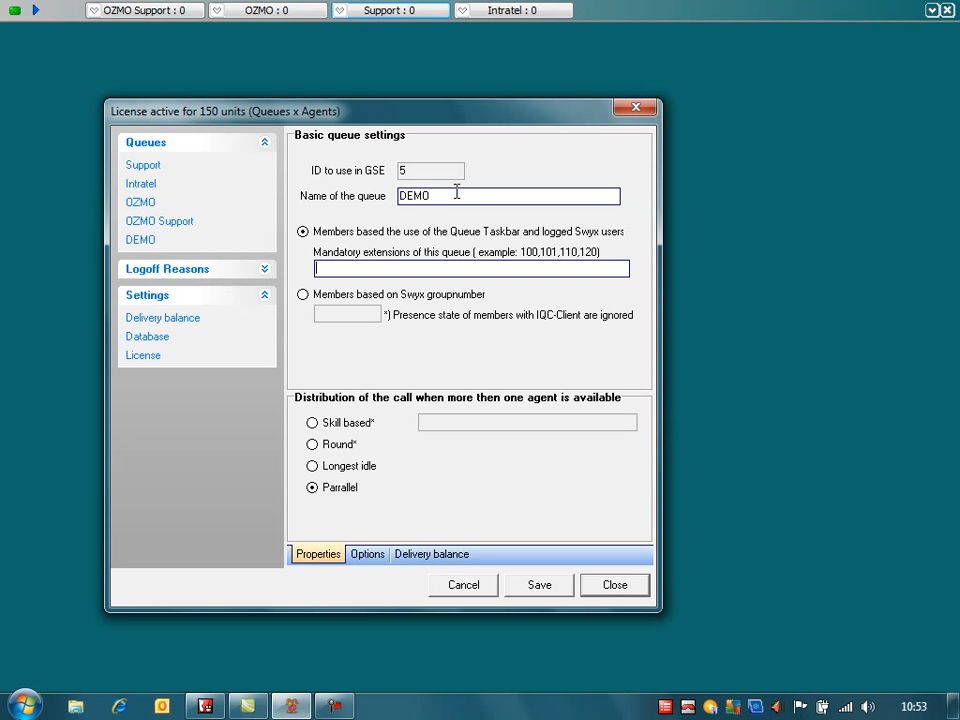 OZMO Support : 0
OZMO : 0
Support : 0
Intratel : 0
License active for 150 units (Queues x Agents)
Queues
Support
Intratel
OZMO
OZMO Support
DEMO
Logoff Reasons
Settings
Delivery balance
Database
License
Basic queue settings
ID to use in GSE
5
Name of the queue
DEMO
Members based the use of the Queue Taskbar and logged Swyx users
Mandatory extensions of this queue ( example: 100,101,110,120)
Members based on Swyx groupnumber
*) Presence state of members with IQC-Client are ignored
Distribution of the call when more then one agent is available
Skill based*
Round*
Longest idle
Parrallel
Properties
Options
Delivery balance
Cancel
Save
Close
10:53